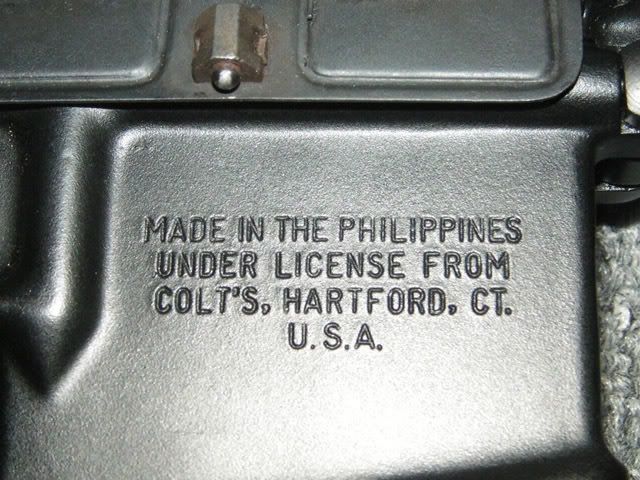 MADE IN THE PHILIPPINES
UNDER LICENSE FROM
COLT'S, HARTFORD, CT.
U.S.A.